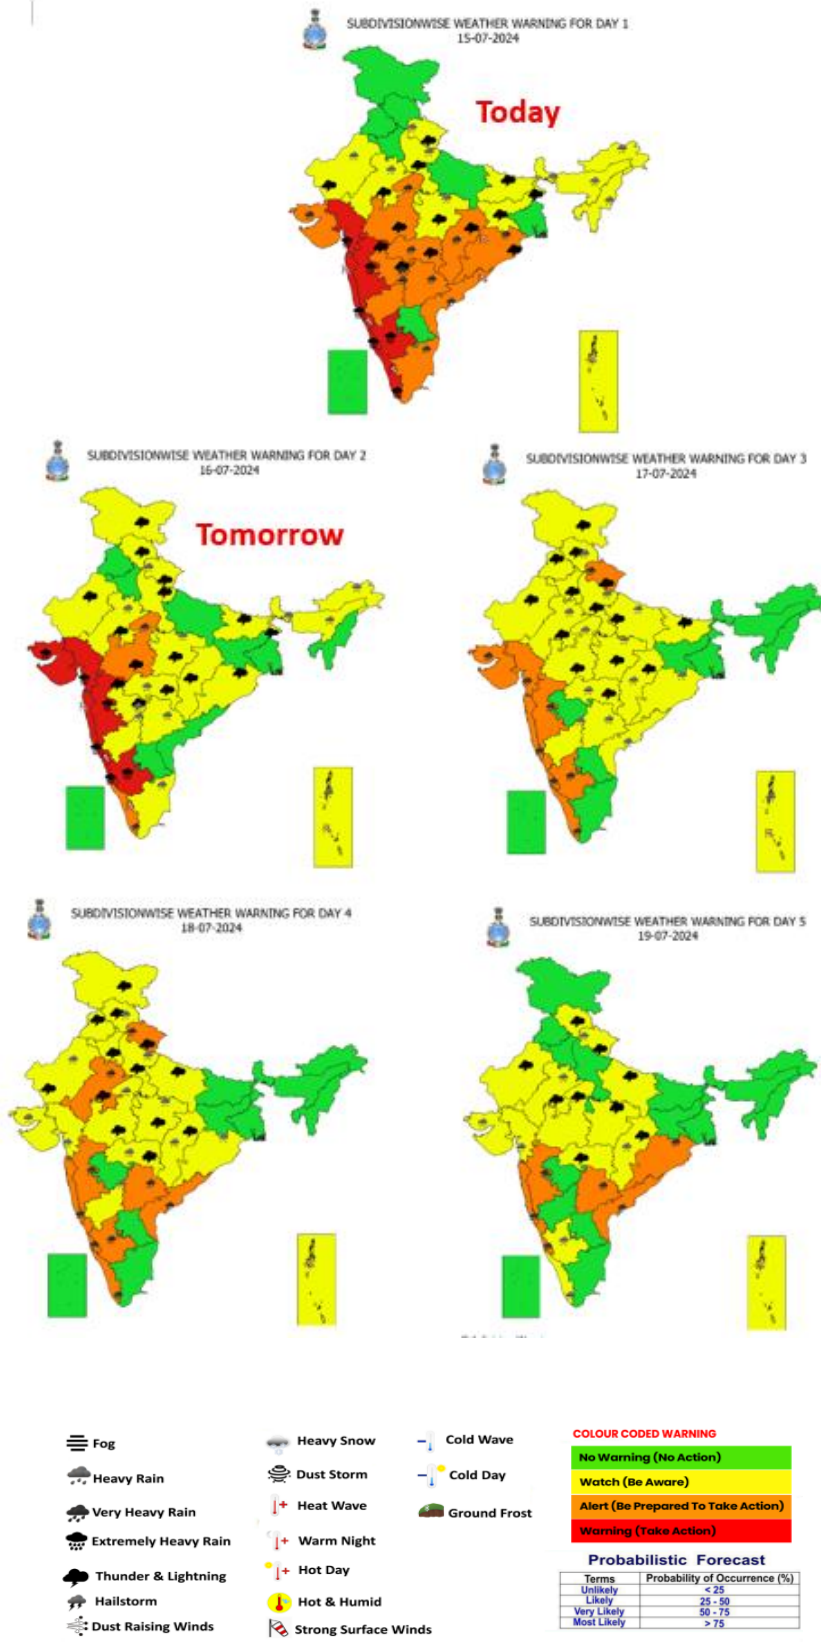 SUBDIVISIONWISE WEATHER WARNING FOR DAY 1
15-07-2024
Today
SUBDIVISIONWISE WEATHER WARNING FOR DAY 2
16-07-2024
Tomorrow
SUBDIVISIONWISE WEATHER WARNING FOR DAY 3
17-07-2024
SUBDIVISIONWISE WEATHER WARNING FOR DAY 4
18-07-2024
SUBDIVISIONWISE WEATHER WARNING FOR DAY 5
19-07-2024
Fog
Heavy Rain
Very Heavy Rain
Extremely Heavy Rain
Thunder & Lightning
Hailstorm
Dust Raising Winds
Heavy Snow
Dust Storm
Heat Wave
Warm Night
Hot Day
Hot & Humid
Strong Surface Winds
Cold Wave
Cold Day
Ground Frost
COLOUR CODED WARNING
No Warning (No Action)
Watch (Be Aware)
Alert (Be Prepared To Take Action)
Warning (Take Action)
Probabilistic Forecast
Terms Probability of Occurrence (%)
Unlikely < 25
Likely 25 - 50
Very Likely 50 - 75
Most Likely > 75